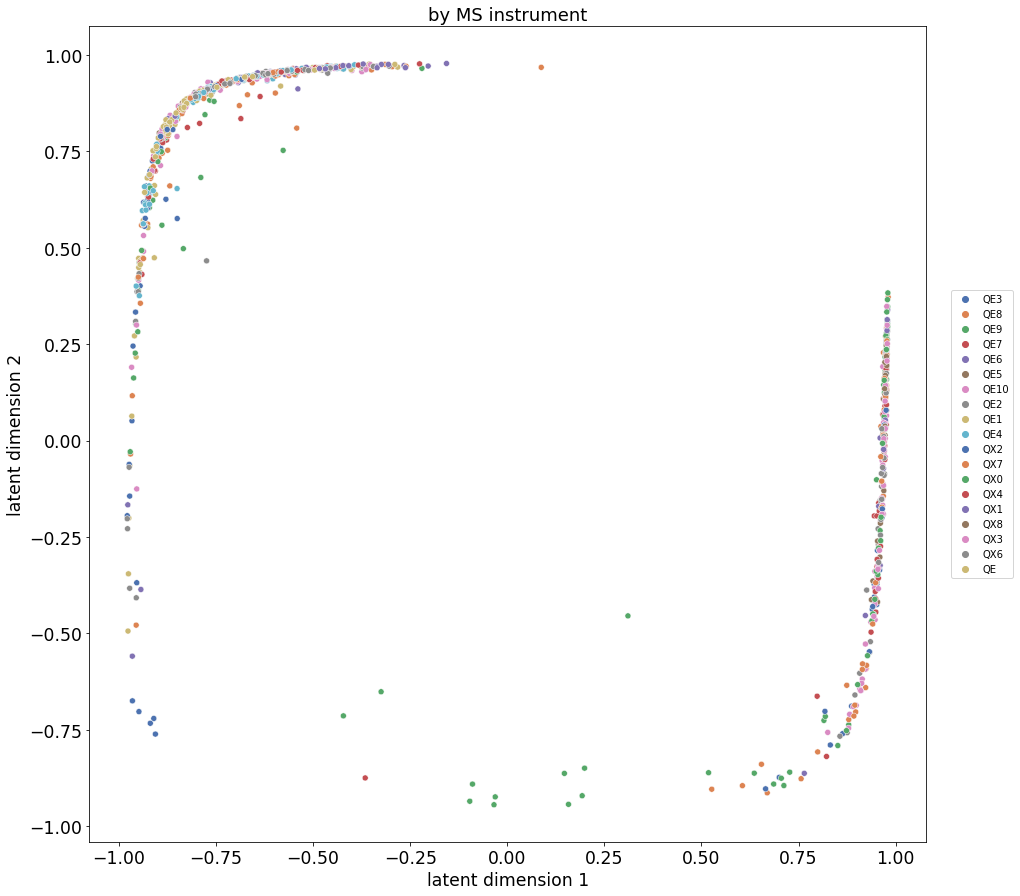 by MS instrument
1.00
0.75
0.50
0.25
0.00
−0.25
−0.50
−0.75
−1.00
latent dimension 2
−1.00 −0.75 −0.50 −0.25 0.00 0.25 0.50 0.75 1.00
latent dimension 1
QE3
QE8
QE9
QE7
QE6
QE5
QE10
QE2
QE1
QE4
QX2
QX7
QX0
QX4
QX1
QX8
QX3
QX6
QE